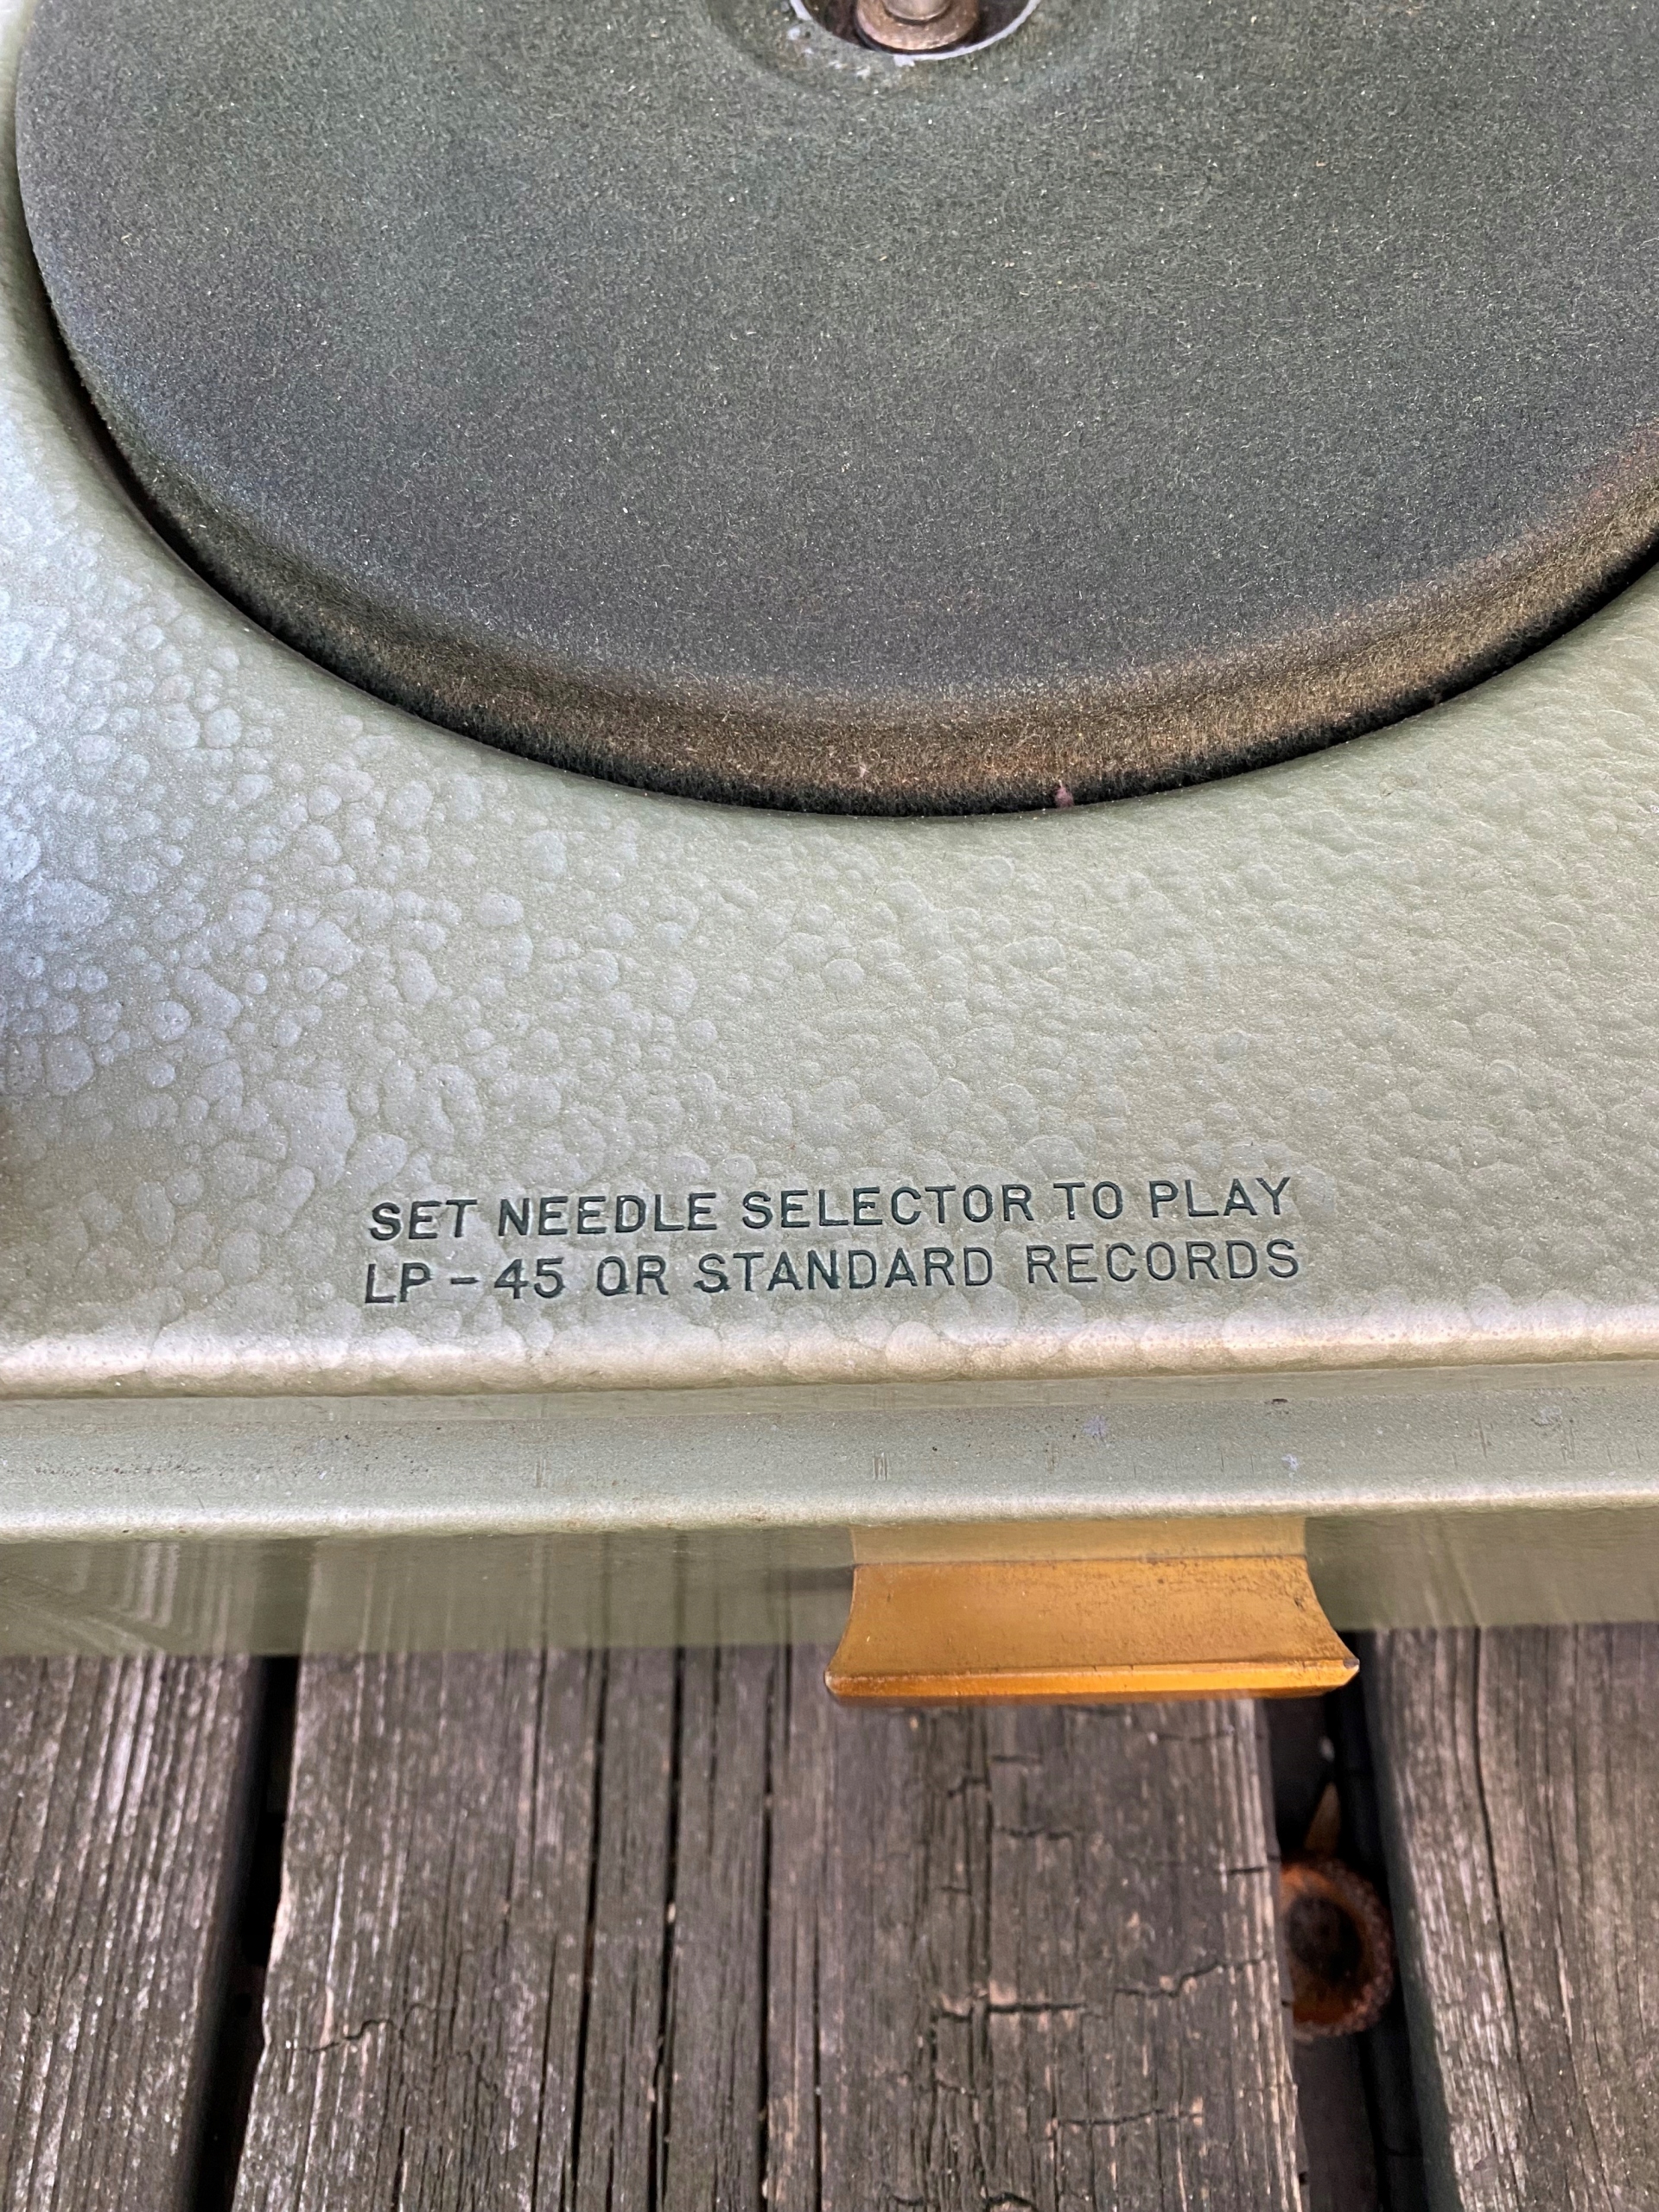 SET NEEDLE SELECTOR TO PLAY
LP-45 OR STANDARD RECORDS